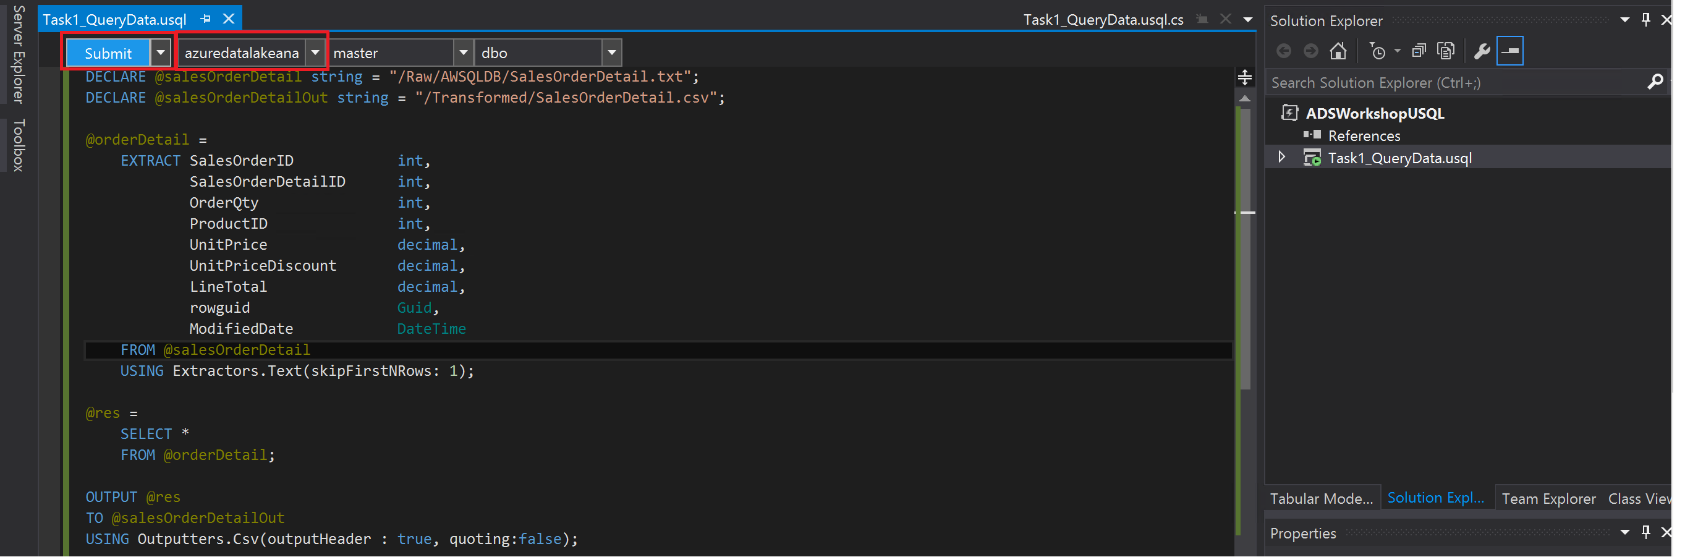 Server Explorer
Toolbox
Task1_QueryData.usql
Task1_QueryData.usql.cs
Submit
azuredatalakeana
master
dbo
DECLARE @salesOrderDetail string = "/Raw/AWSQLDB/SalesOrderDetail.txt";
DECLARE @salesOrderDetailOut string = "/Transformed/SalesOrderDetail.csv";
@orderDetail =
EXTRACT SalesOrderID int,
SalesOrderDetailID int,
OrderQty int,
ProductID int,
UnitPrice decimal,
UnitPriceDiscount decimal,
LineTotal decimal,
rowguid Guid,
ModifiedDate DateTime
FROM @salesOrderDetail
USING Extractors.Text(skipFirstNRows: 1);
@res =
SELECT *
FROM @orderDetail;
OUTPUT @res
TO @salesOrderDetailOut
USING Outputters.Csv(outputHeader : true, quoting:false);
Solution Explorer
Search Solution Explorer (Ctrl+;)
ADSWorkshopUSQL
References
Task1_QueryData.usql
Tabular Mode...
Solution Expl...
Team Explorer
Class View
Properties